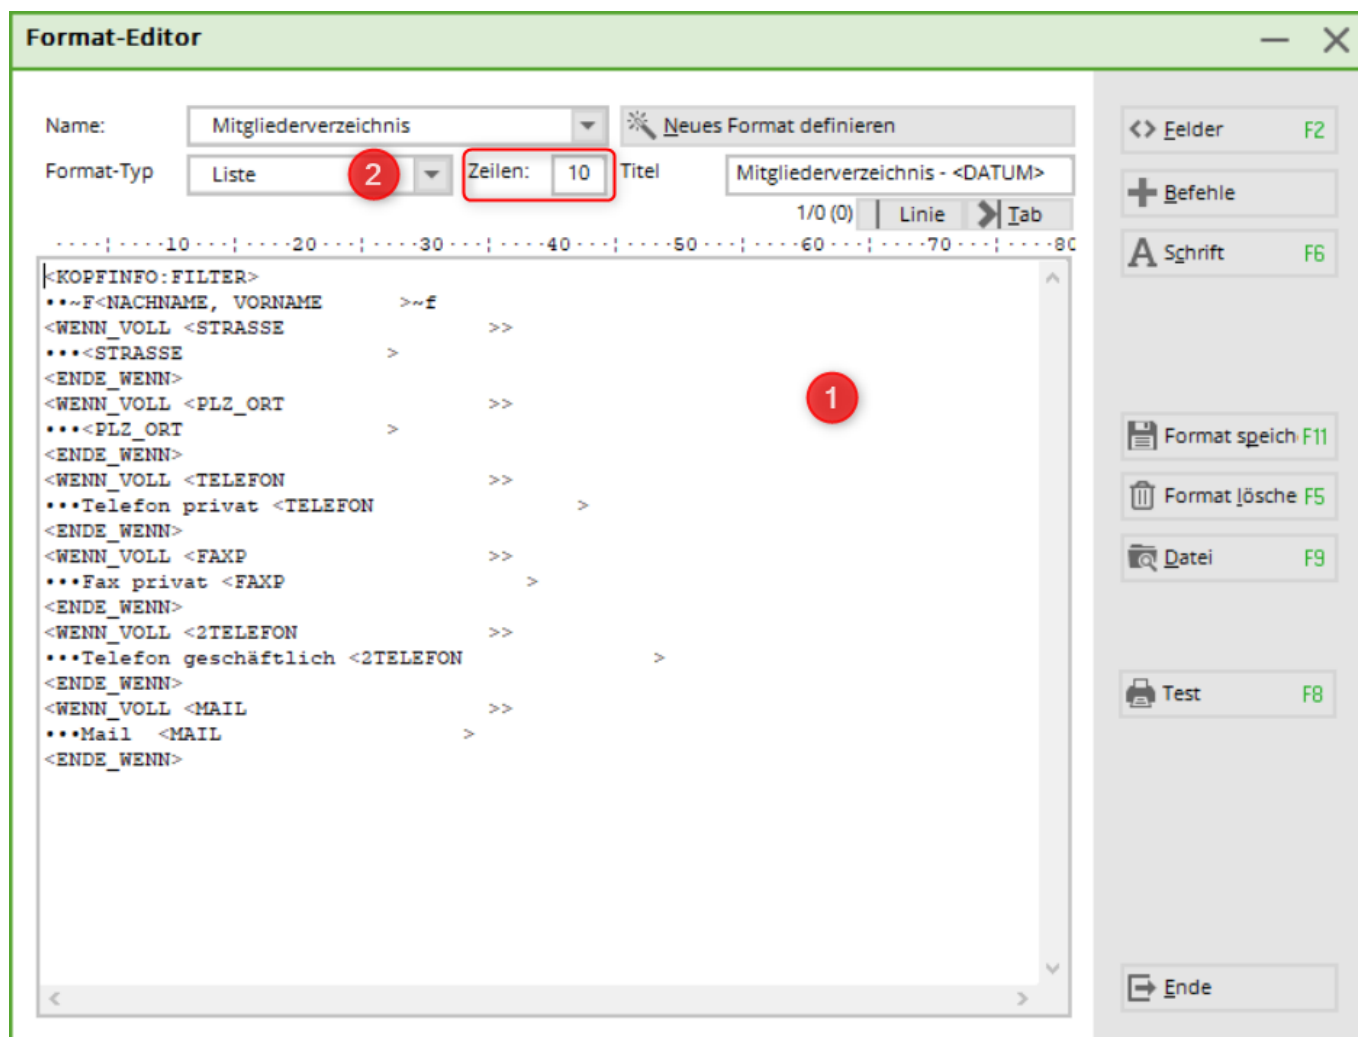 Format-Editor
Name: Mitgliederverzeichnis Neues Format definieren
Format-Typ Liste 2 Zeilen: 10 Titel Mitgliederverzeichnis - <DATUM>
1/0 (0) Linie Tab
····¦····10···¦····20···¦····30···¦····40···¦····50···¦····60···¦····70···¦····80
<KOPFINFO:FILTER>
••~F<NACHNAME, VORNAME      >~f
<WENN_VOLL <STRASSE                >>
•••<STRASSE                >
<ENDE_WENN>
<WENN_VOLL <PLZ_ORT                >>
•••<PLZ_ORT                >
<ENDE_WENN>
<WENN_VOLL <TELEFON                >>
•••Telefon privat <TELEFON                >
<ENDE_WENN>
<WENN_VOLL <FAXP                   >>
•••Fax privat <FAXP                   >
<ENDE_WENN>
<WENN_VOLL <2TELEFON               >>
•••Telefon geschäftlich <2TELEFON               >
<ENDE_WENN>
<WENN_VOLL <MAIL                   >>
•••Mail  <MAIL                   >
<ENDE_WENN>
1
Felder F2
Befehle
Schrift F6
Format speich F11
Format lösche F5
Datei F9
Test F8
Ende